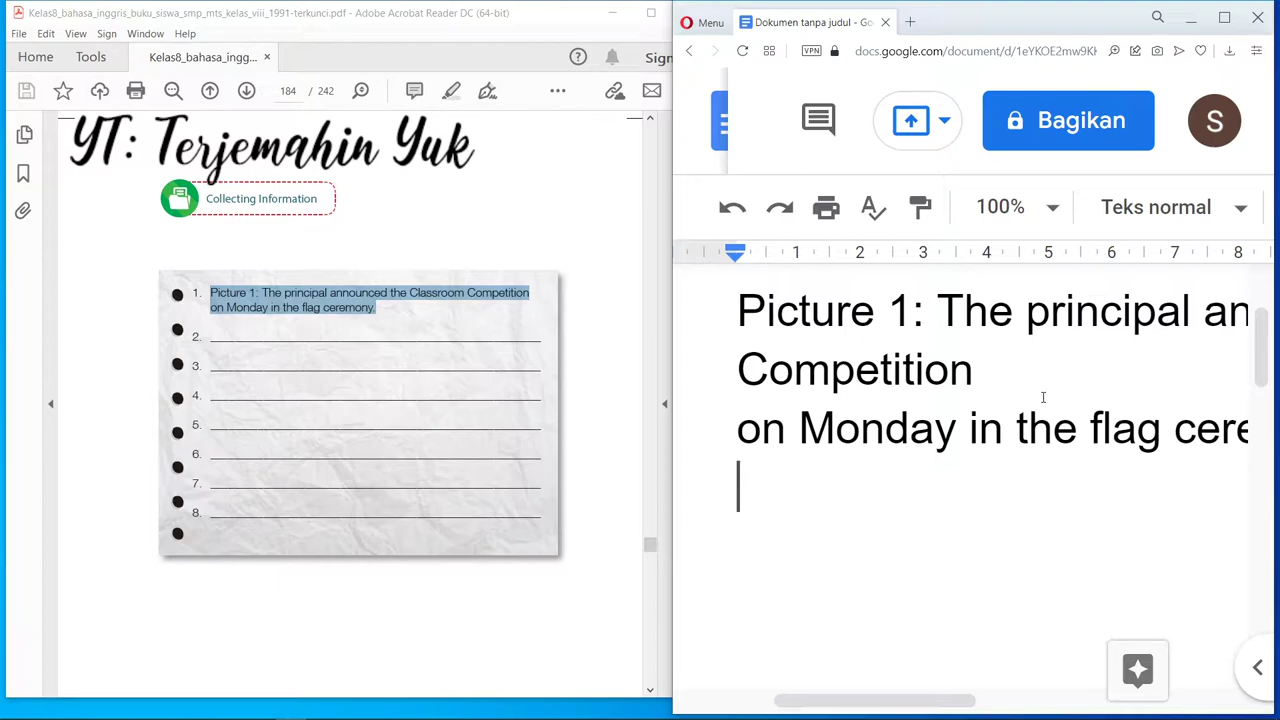 Kelas8_bahasa_inggris_buku_siswa_smp_mts_kelas_viii_1991-terkunci.pdf - Adobe Acrobat Reader DC (64-bit)
File Edit View Sign Window Help
Home Tools Kelas8_bahasa_ingg... × Sign
184 / 242
YT: Terjemahin Yuk
Collecting Information
1. Picture 1: The principal announced the Classroom Competition
on Monday in the flag ceremony.
2.
3.
4.
5.
6.
7.
8.
Menu Dokumen tanpa judul - Go
VPN docs.google.com/document/d/1eYKOE2mw9Kk
Bagikan S
100% Teks normal
1 2 3 4 5 6 7 8
Picture 1: The principal an
Competition
on Monday in the flag cere